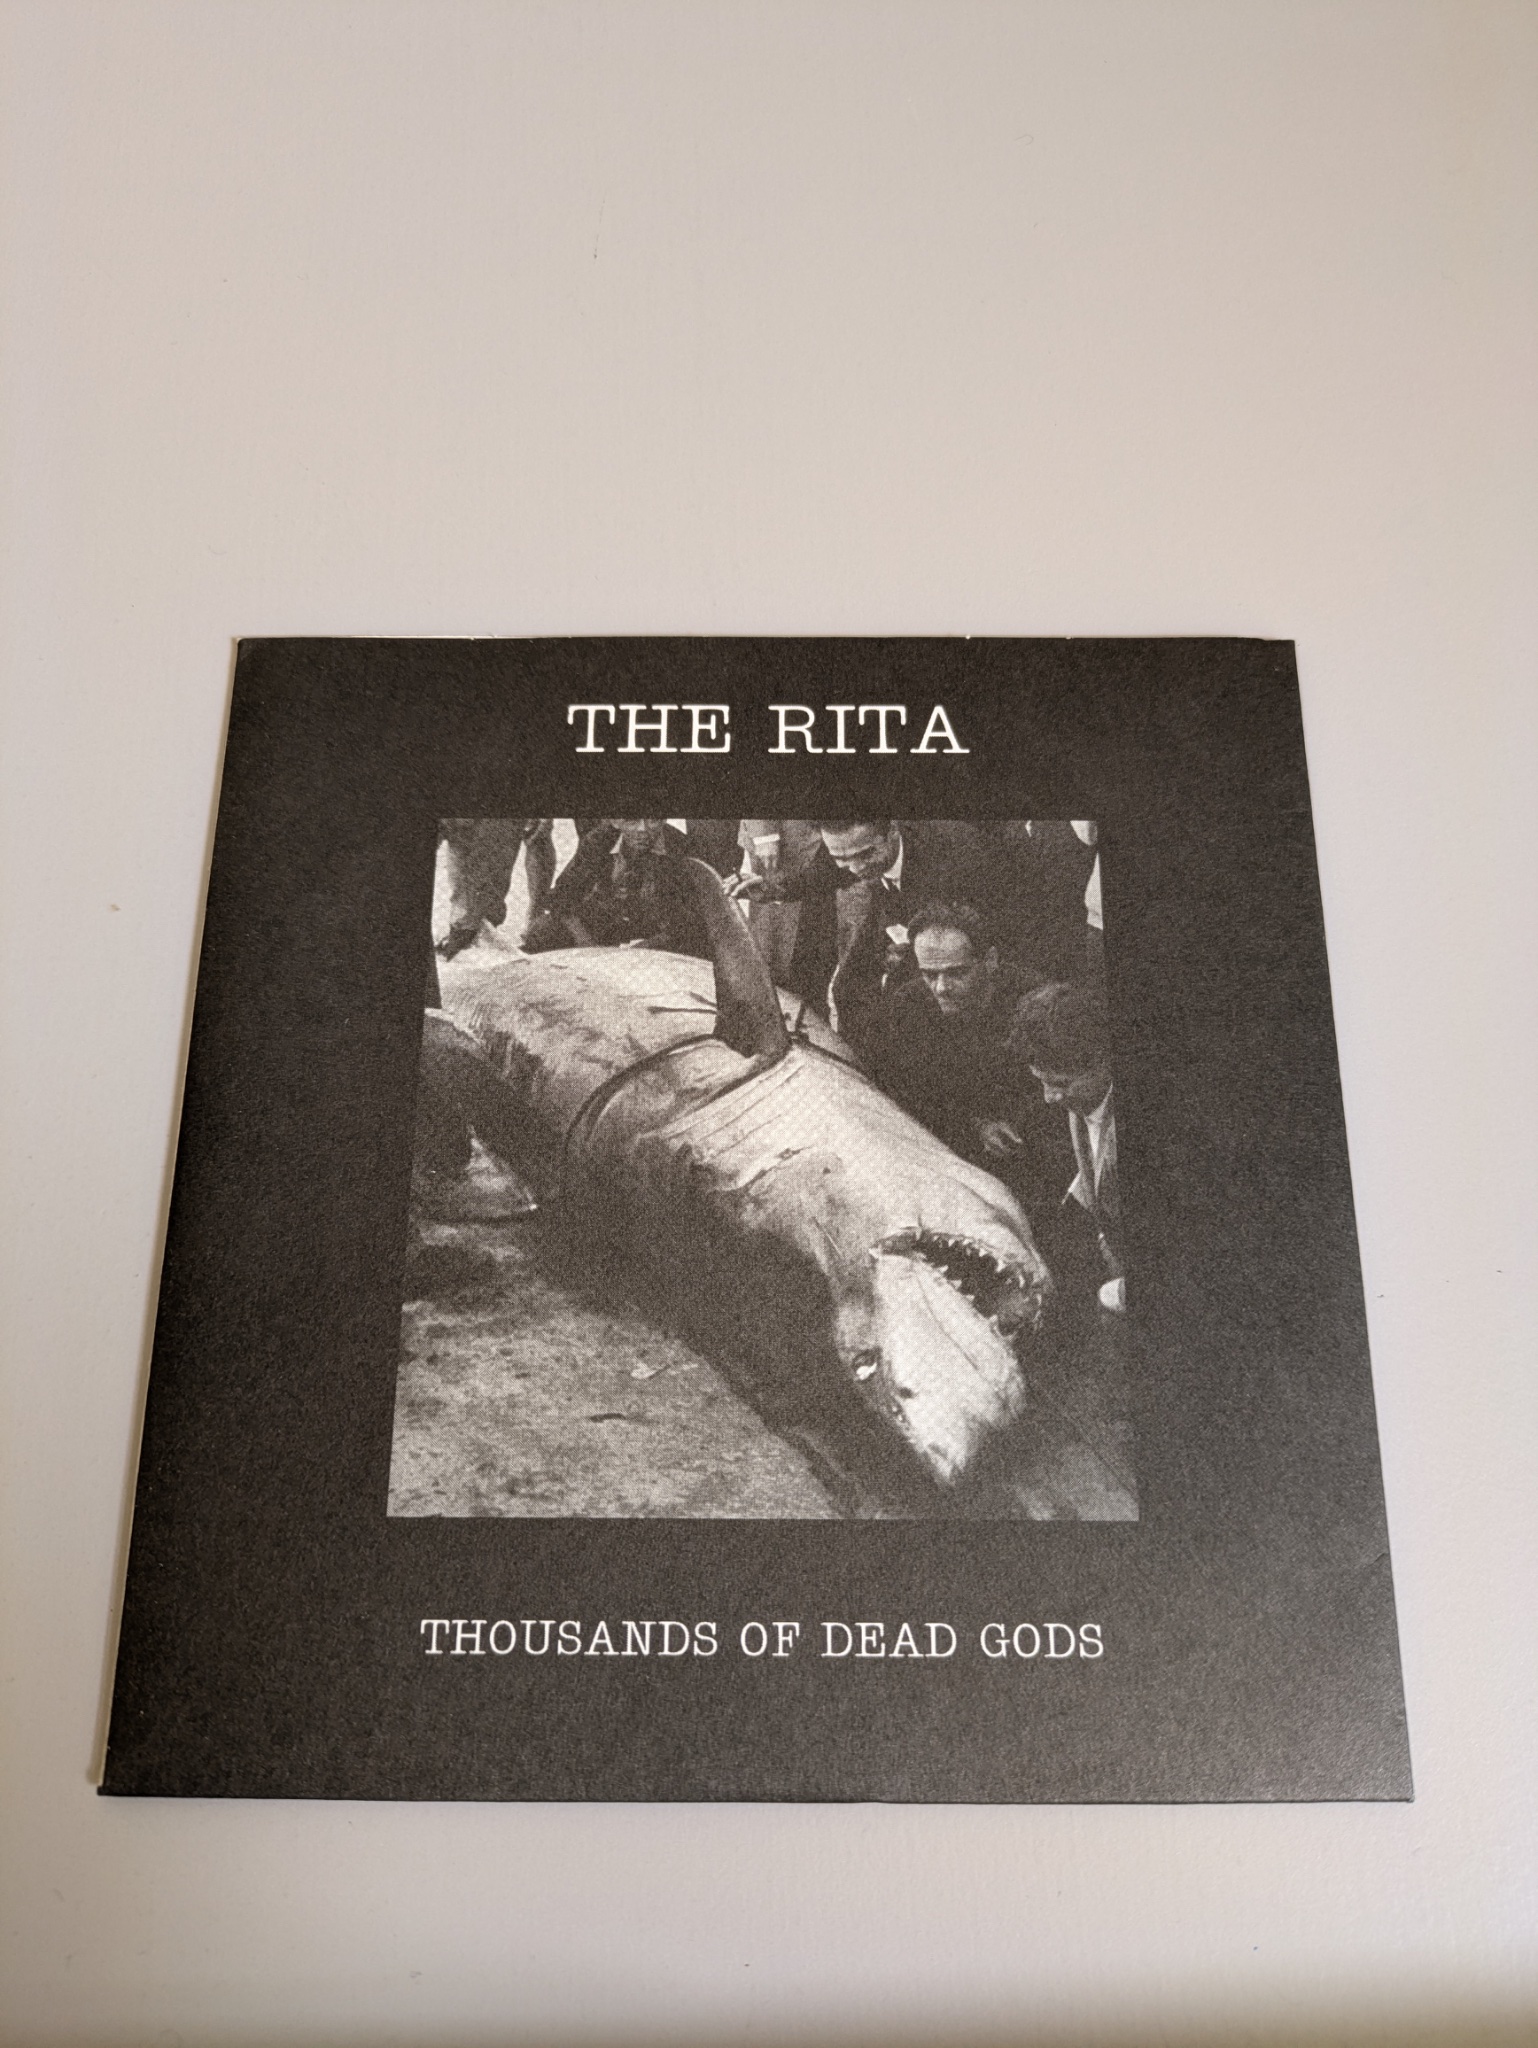 THE RITA
THOUSANDS OF DEAD GODS